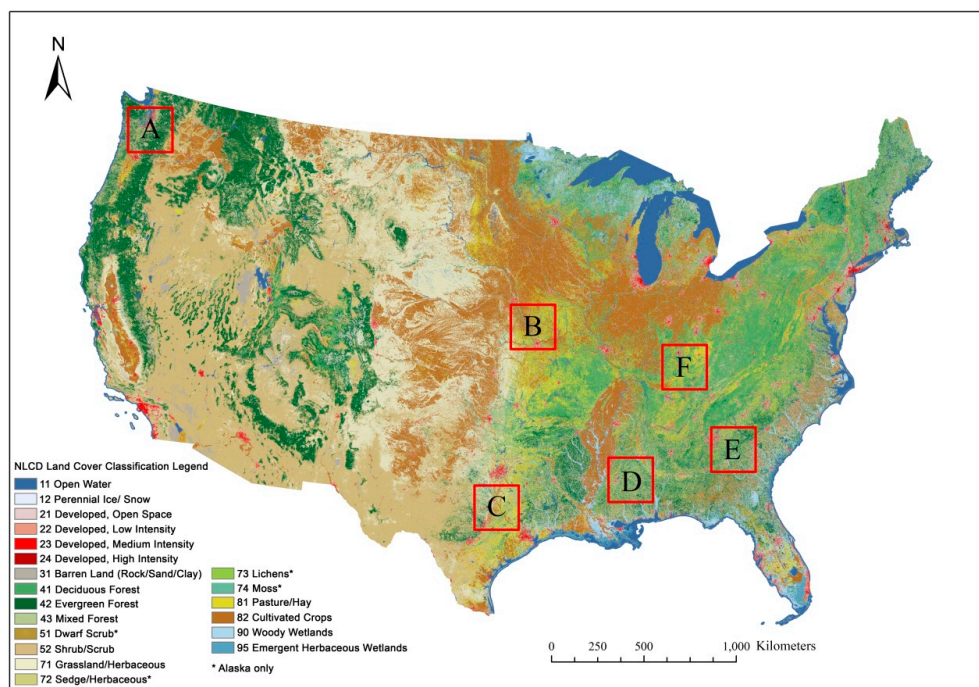 N
A
B
F
E
D
C
NLCD Land Cover Classification Legend
11 Open Water
12 Perennial Ice/ Snow
21 Developed, Open Space
22 Developed, Low Intensity
23 Developed, Medium Intensity
24 Developed, High Intensity
31 Barren Land (Rock/Sand/Clay)
41 Deciduous Forest
42 Evergreen Forest
43 Mixed Forest
51 Dwarf Scrub*
52 Shrub/Scrub
71 Grassland/Herbaceous
72 Sedge/Herbaceous*
73 Lichens*
74 Moss*
81 Pasture/Hay
82 Cultivated Crops
90 Woody Wetlands
95 Emergent Herbaceous Wetlands
* Alaska only
0 250 500 1,000 Kilometers